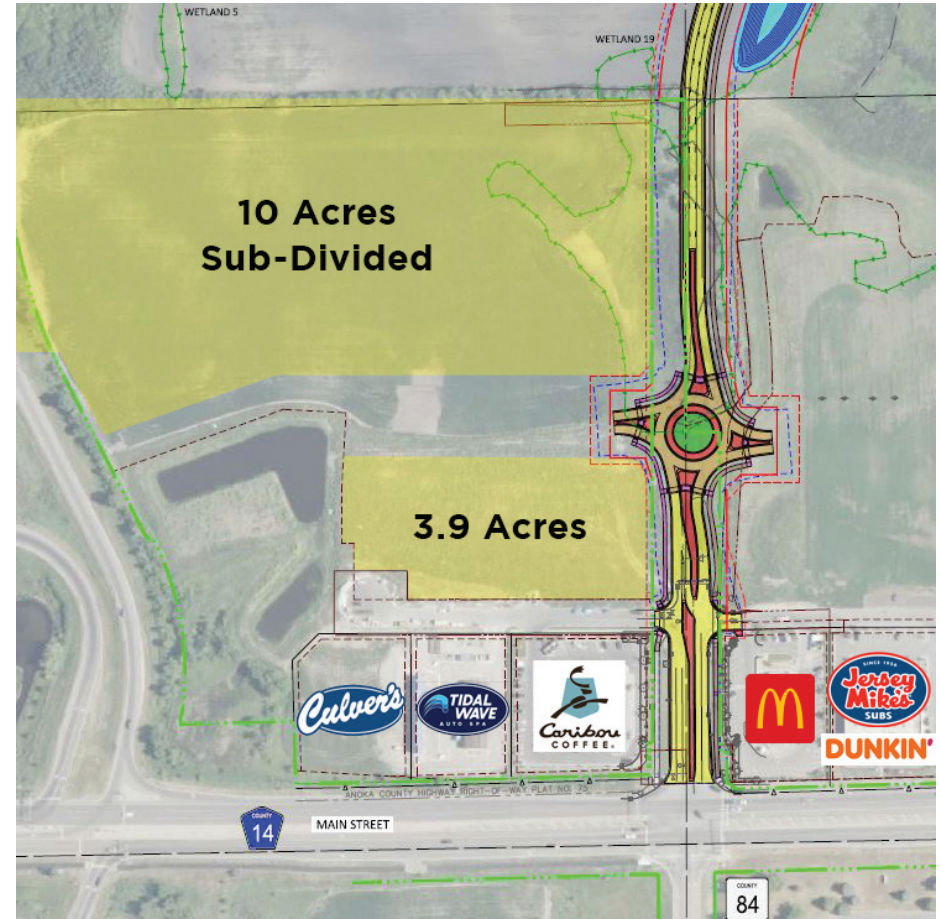 WETLAND 5
WETLAND 19
10 Acres
Sub-Divided
3.9 Acres
Culver's
TIDAL
WAVE
AUTO SPA
Caribou
COFFEE
SINCE 1956
Jersey
Mike's
SUBS
DUNKIN'
ANOKA COUNTY HIGHWAY RIGHT-OF-WAY PLAT NO. 75
COUNTY
14
MAIN STREET
COUNTY
84